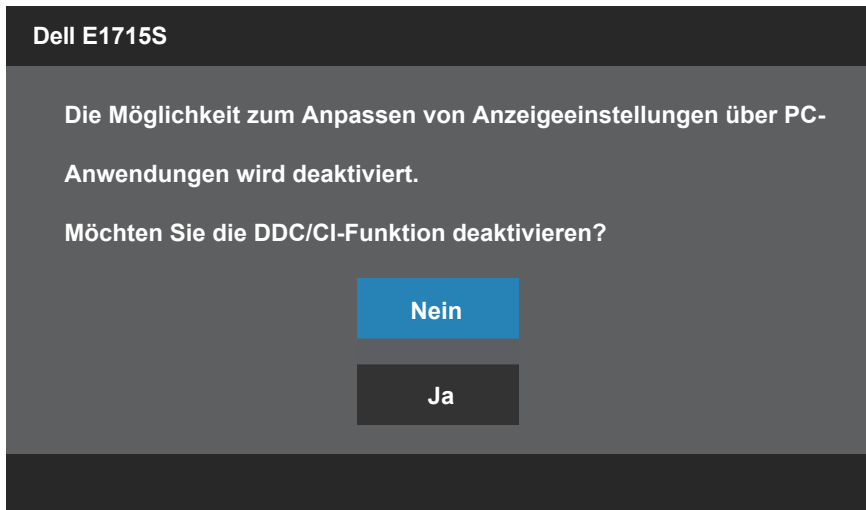 Dell E1715S
Die Möglichkeit zum Anpassen von Anzeigeeinstellungen über PC-
Anwendungen wird deaktiviert.
Möchten Sie die DDC/CI-Funktion deaktivieren?
Nein
Ja